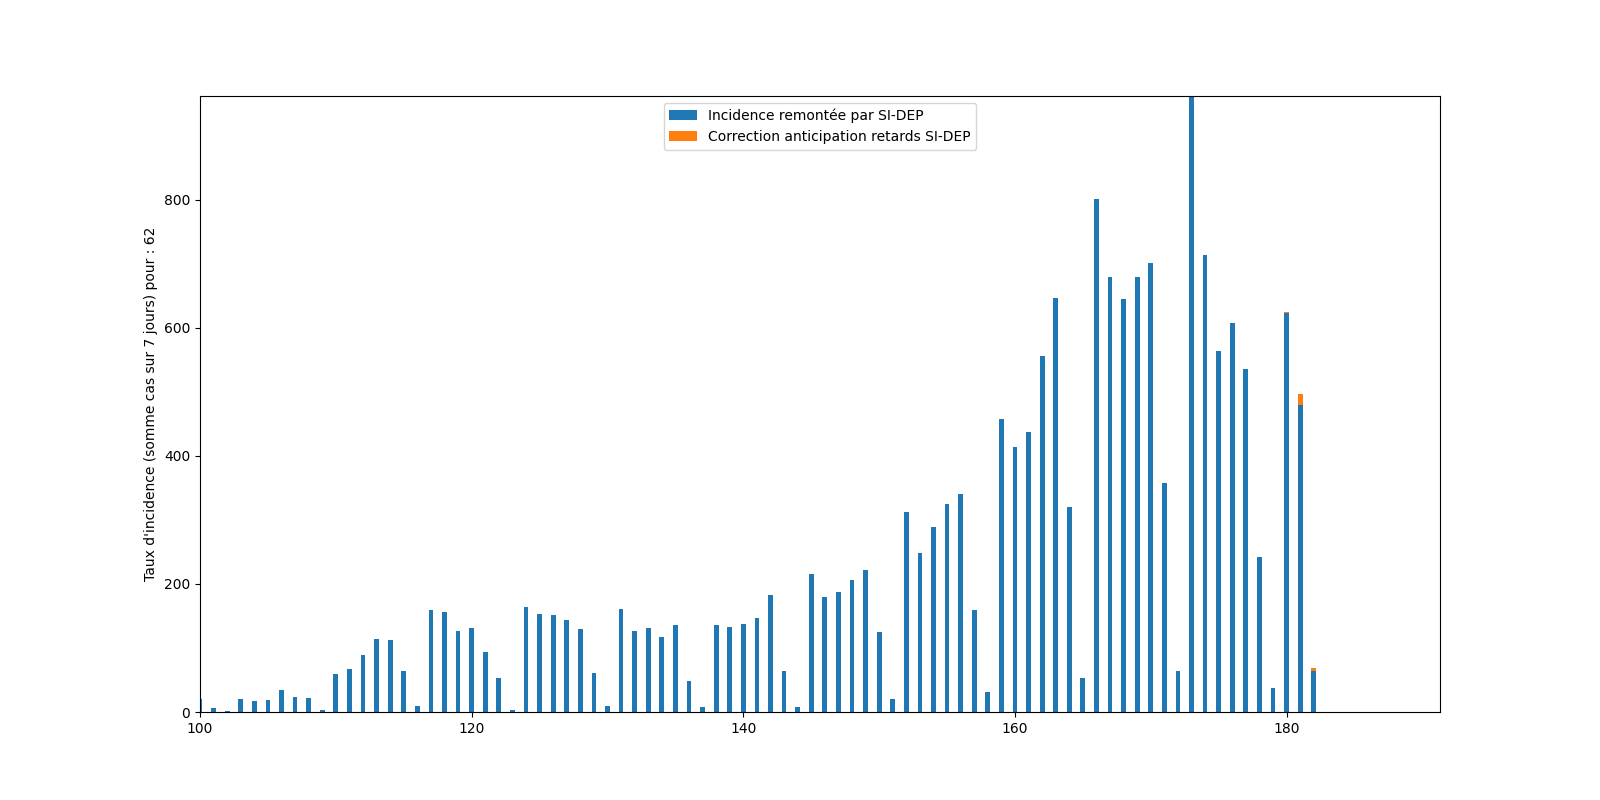 Incidence remontée par SI-DEP
Correction anticipation retards SI-DEP
Taux d'incidence (somme cas sur 7 jours) pour : 62
800
600
400
200
0
100 120 140 160 180